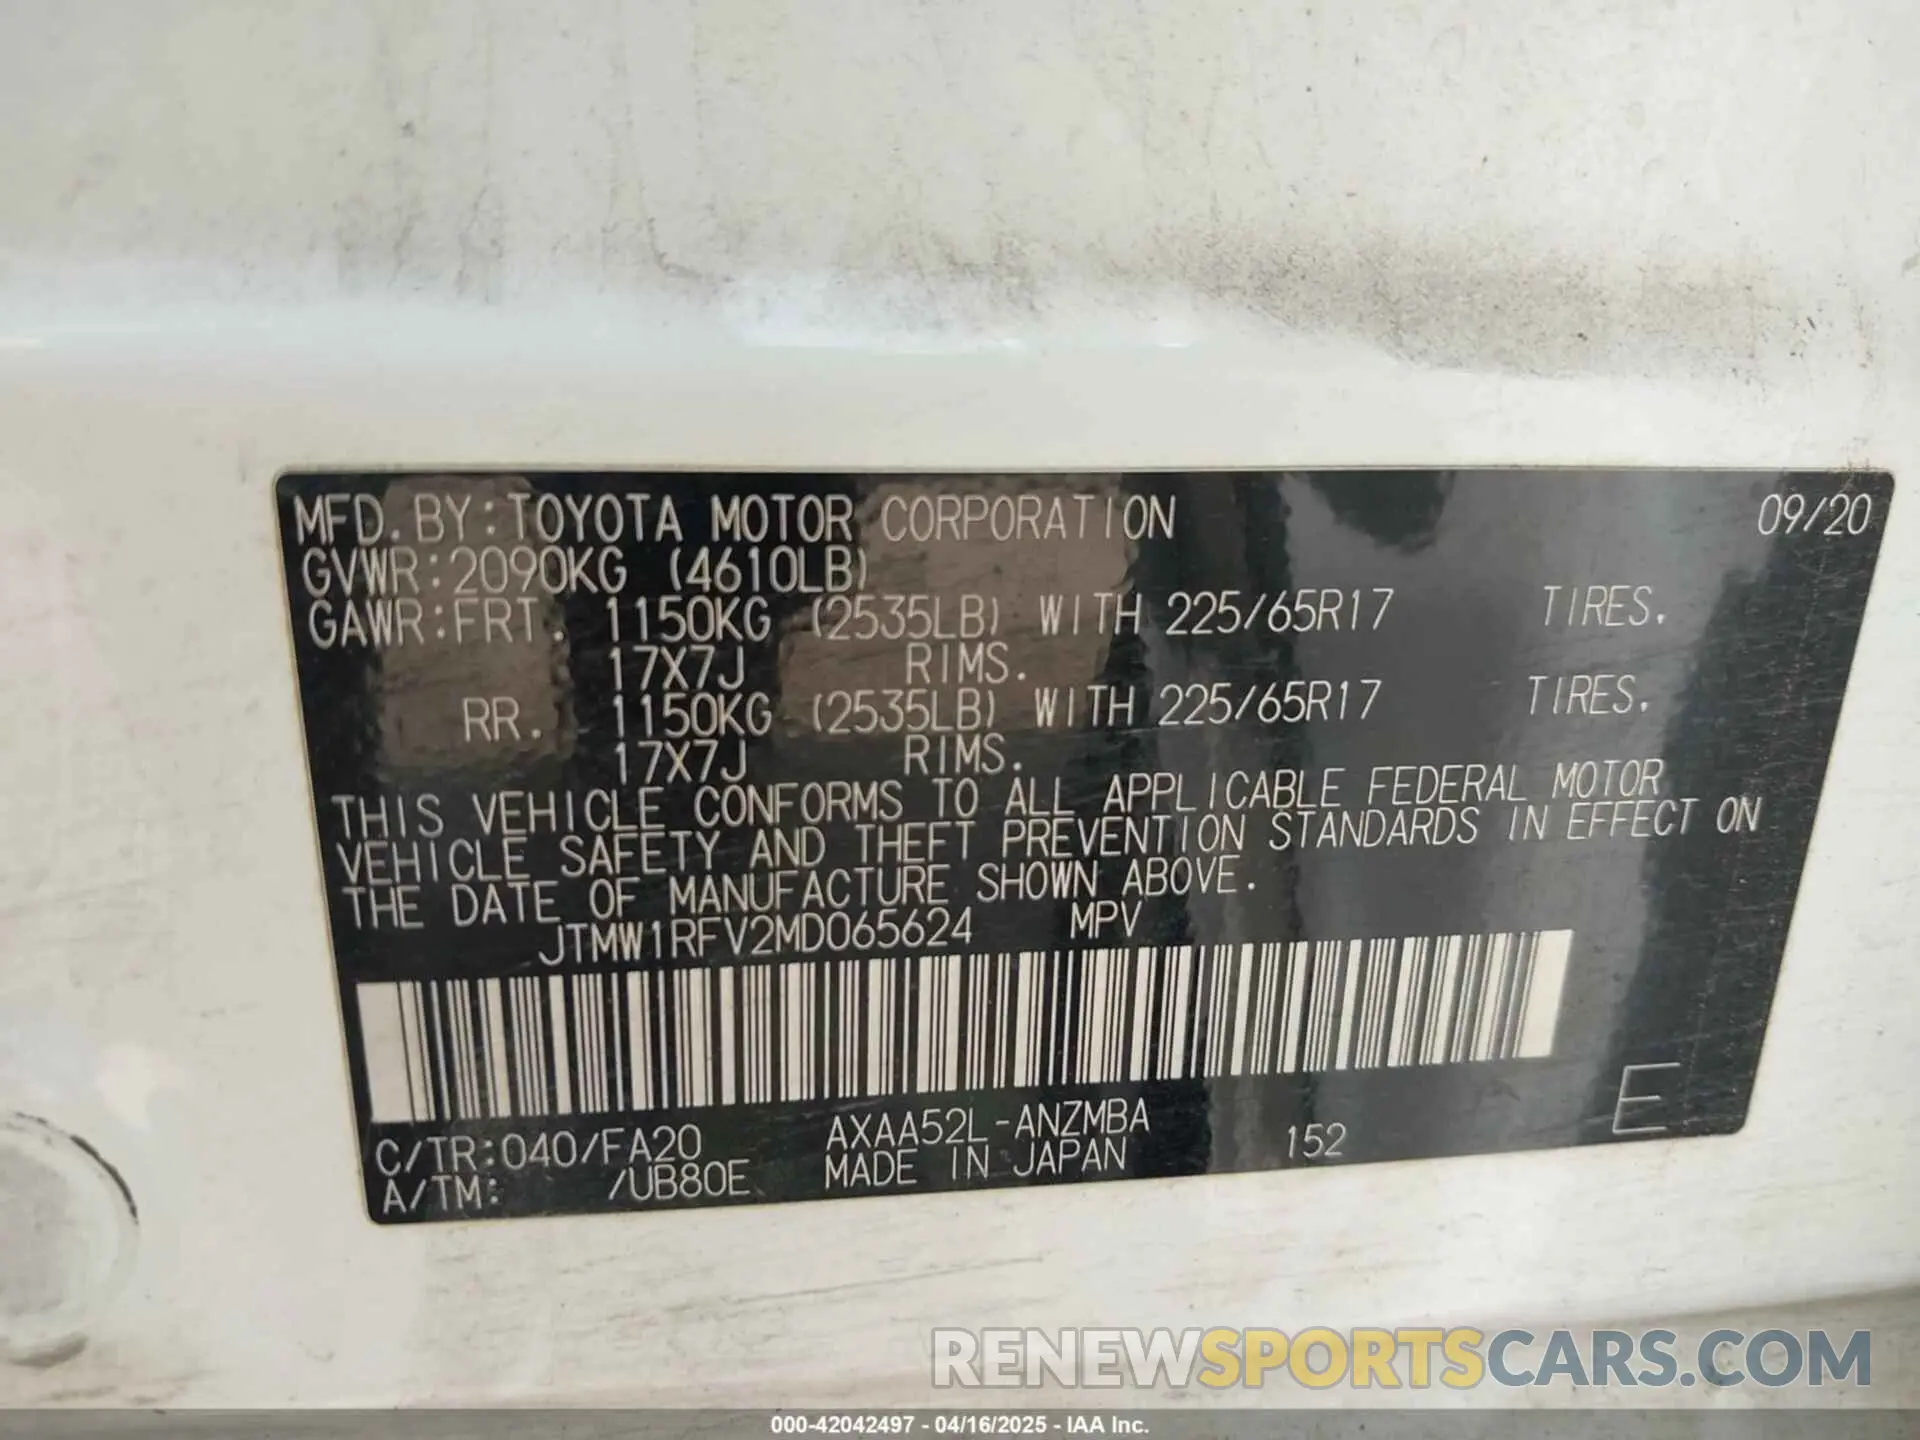 MFD. BY: TOYOTA MOTOR CORPORATION 09/20
GVWR: 2090KG (4610LB)
GAWR: FRT. 1150KG (2535LB) WITH 225/65R17 TIRES.
17X7J RIMS.
RR. 1150KG (2535LB) WITH 225/65R17 TIRES.
17X7J RIMS.
THIS VEHICLE CONFORMS TO ALL APPLICABLE FEDERAL MOTOR
VEHICLE SAFETY AND THEFT PREVENTION STANDARDS IN EFFECT ON
THE DATE OF MANUFACTURE SHOWN ABOVE.
JTMW1RFV2MD065624 MPV
C/TR: 040/FA20 AXAA52L-ANZMBA 152 E
A/TM: /UB80E MADE IN JAPAN
RENEWSPORTSCARS.COM
000-42042497 - 04/16/2025 - IAA Inc.